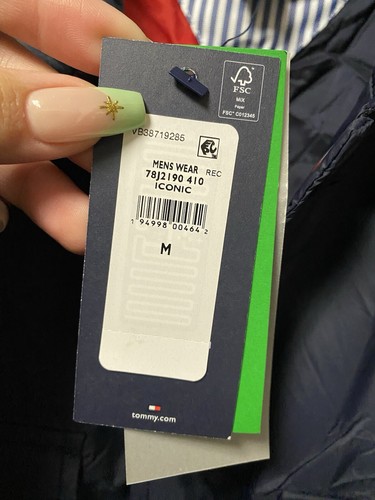 FSC
MIX
Paper
FSC® C012345
VB38719285
MENS WEAR REC
78J2190 410
ICONIC
1 94998 00464 2
M
tommy.com